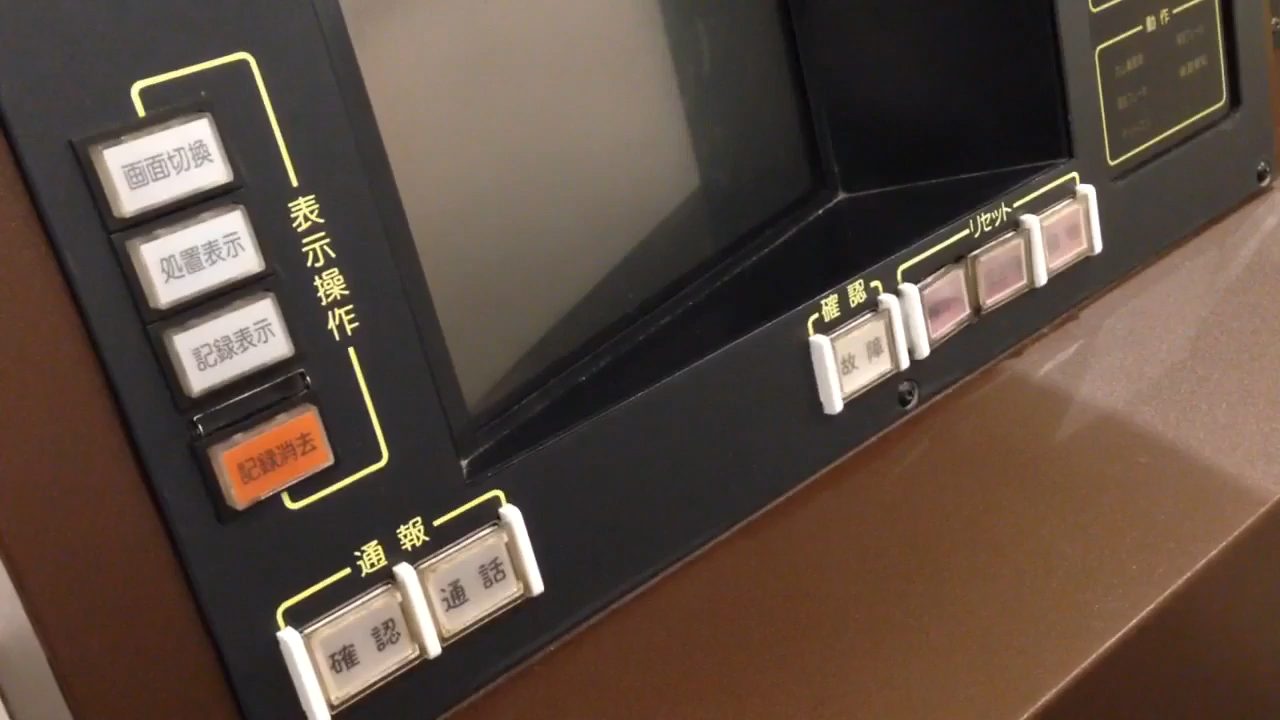 画面切換
処置表示
記録表示
記録消去
表示操作
通報
確認
通話
確認
故障
リセット
動作